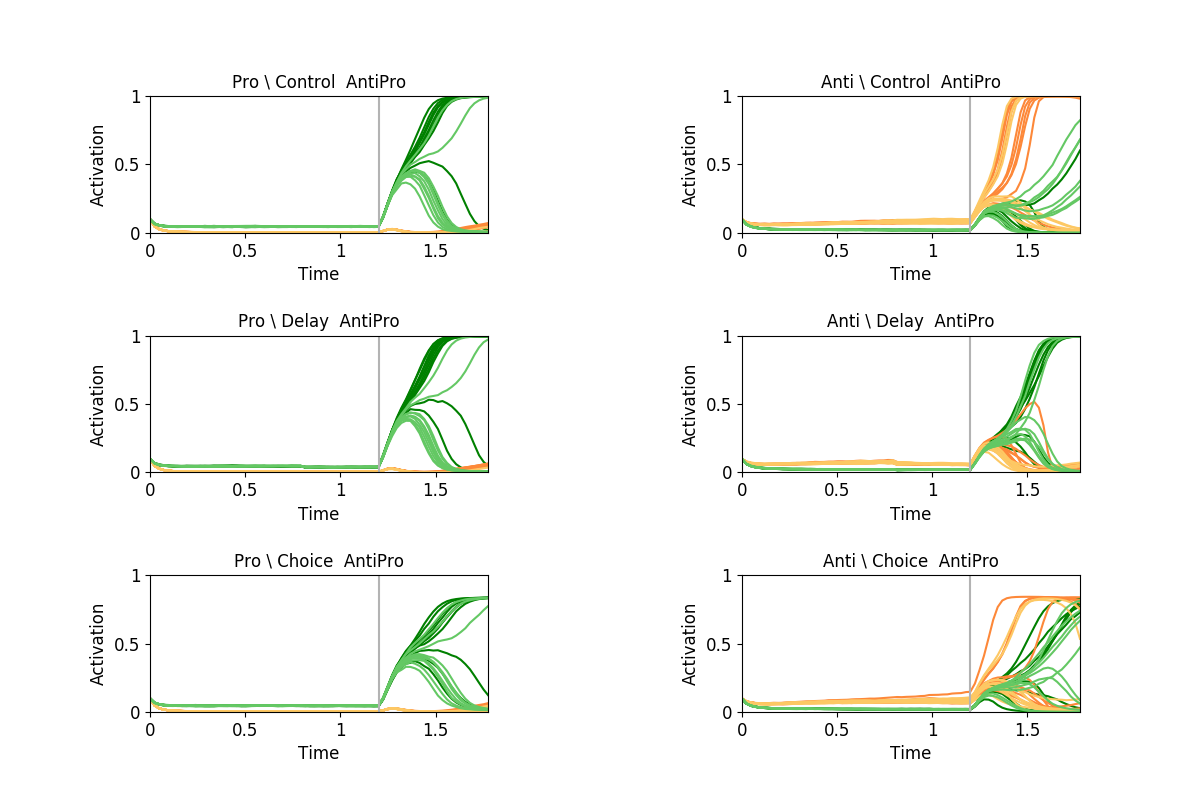 Pro \ Control  AntiPro
Activation
1
0.5
0
0
0.5
1
1.5
Time
Anti \ Control  AntiPro
Activation
1
0.5
0
0
0.5
1
1.5
Time
Pro \ Delay  AntiPro
Activation
1
0.5
0
0
0.5
1
1.5
Time
Anti \ Delay  AntiPro
Activation
1
0.5
0
0
0.5
1
1.5
Time
Pro \ Choice  AntiPro
Activation
1
0.5
0
0
0.5
1
1.5
Time
Anti \ Choice  AntiPro
Activation
1
0.5
0
0
0.5
1
1.5
Time